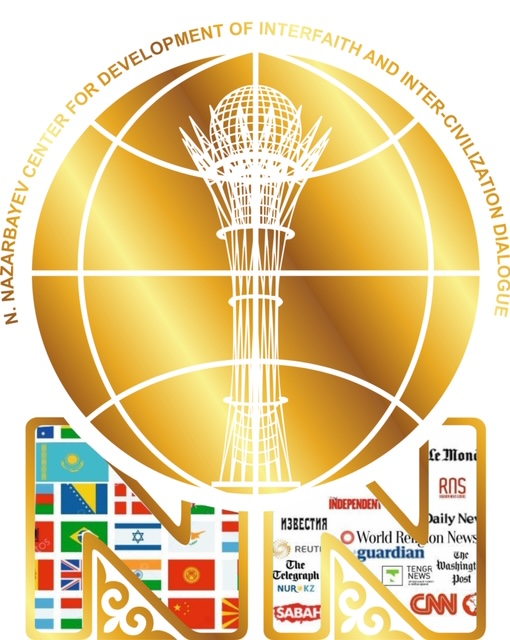 N. NAZARBAYEV CENTER FOR DEVELOPMENT OF INTERFAITH AND INTER-CIVILIZATION DIALOGUE
Le Mond
RNS
INDEPENDENT
Daily New
ИЗВЕСТИЯ
World Religion News
REUTE
guardian
The
Telegraph
TENGRI
NEWS
The
Washingt
Post
NUR.KZ
SABAH
CNN